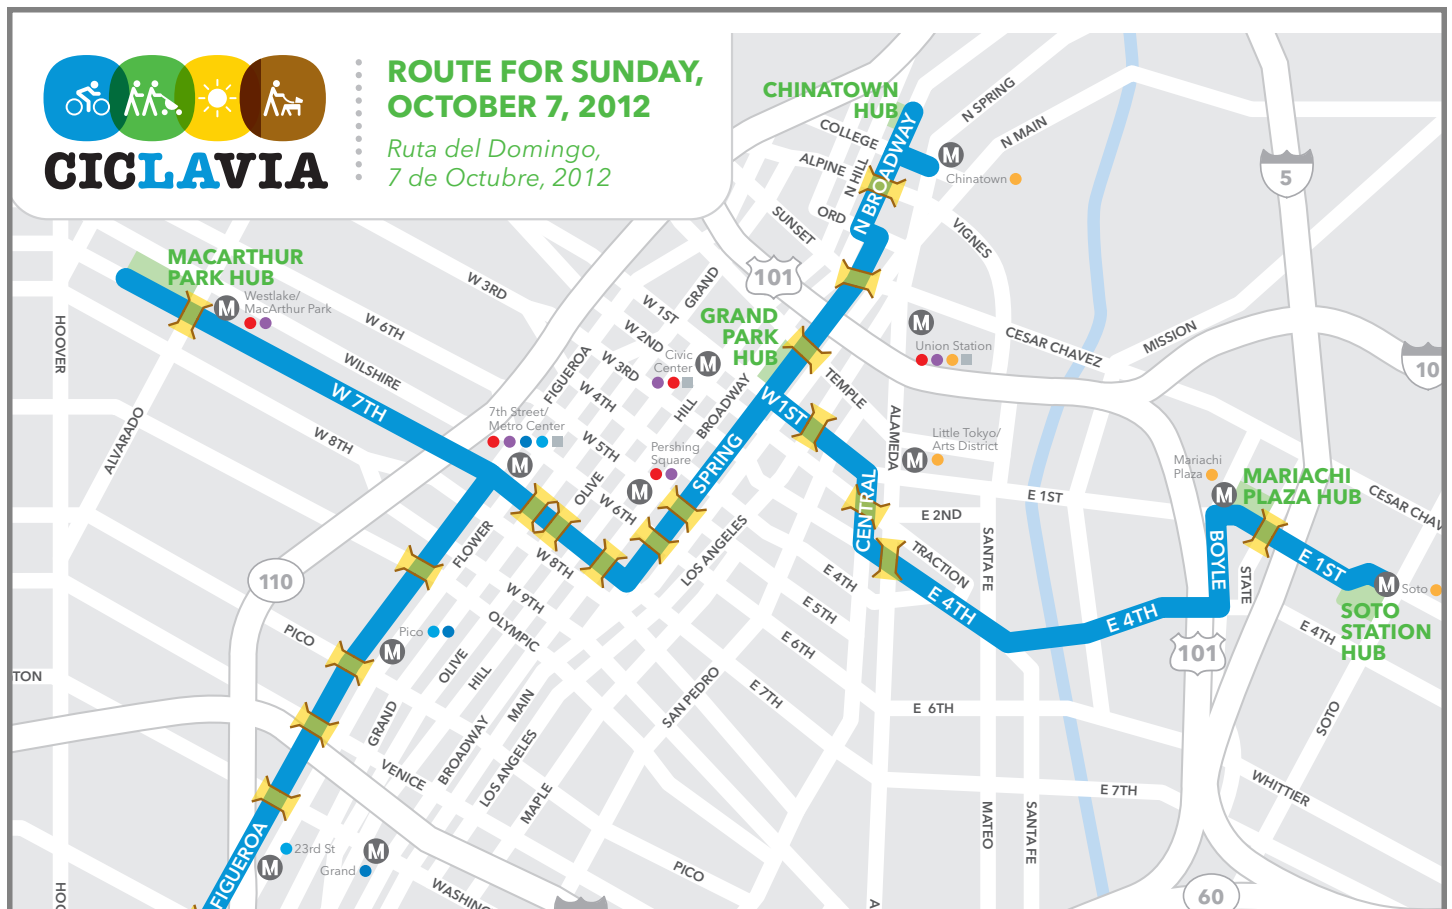 CICLAVIA
ROUTE FOR SUNDAY,
OCTOBER 7, 2012
Ruta del Domingo,
7 de Octubre, 2012
CHINATOWN
HUB
COLLEGE
ALPINE
N HILL
N BROADWAY
N SPRING
N MAIN
M
Chinatown
ORD
SUNSET
VIGNES
5
101
MACARTHUR
PARK HUB
M
Westlake/
MacArthur Park
W 3RD
W 6TH
WILSHIRE
W 7TH
W 8TH
HOOVER
ALVARADO
GRAND
W 1ST
W 2ND
W 3RD
W 4TH
W 5TH
W 6TH
FIGUEROA
GRAND
PARK
HUB
Civic
Center
M
HILL
BROADWAY
SPRING
TEMPLE
W 1ST
M
Union Station
CESAR CHAVEZ
MISSION
10
ALAMEDA
7th Street/
Metro Center
M
Pershing
Square
M
OLIVE
Little Tokyo/
Arts District
M
Mariachi
Plaza
M
MARIACHI
PLAZA HUB
CESAR CHAV
E 1ST
E 2ND
CENTRAL
SANTA FE
TRACTION
BOYLE
STATE
E 1ST
M
Soto
SOTO
STATION
HUB
E 4TH
110
FLOWER
W 8TH
LOS ANGELES
W 9TH
OLYMPIC
E 4TH
E 5TH
E 6TH
E 7TH
E 4TH
E 4TH
101
PICO
Pico
M
OLIVE
HILL
MAIN
GRAND
BROADWAY
LOS ANGELES
MAPLE
SAN PEDRO
TON
VENICE
E 6TH
E 7TH
SOTO
WHITTIER
MATEO
SANTA FE
FIGUEROA
23rd St
M
Grand
M
PICO
WASHING
HOO
A
60